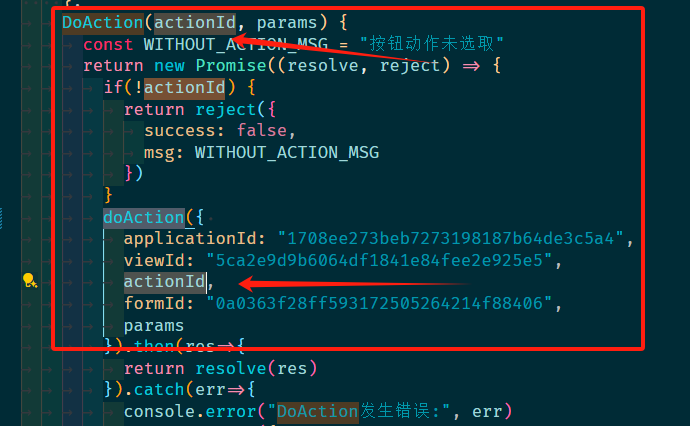 DoAction(actionId, params) {
const WITHOUT_ACTION_MSG = "按钮动作未选取"
return new Promise((resolve, reject) => {
if(!actionId) {
return reject({
success: false,
msg: WITHOUT_ACTION_MSG
})
}
doAction({
applicationId: "1708ee273beb7273198187b64de3c5a4",
viewId: "5ca2e9d9b6064df1841e84fee2e925e5",
actionId,
formId: "0a0363f28ff593172505264214f88406",
params
}).then(res=>{
return resolve(res)
}).catch(err=>{
console.error("DoAction发生错误:", err)